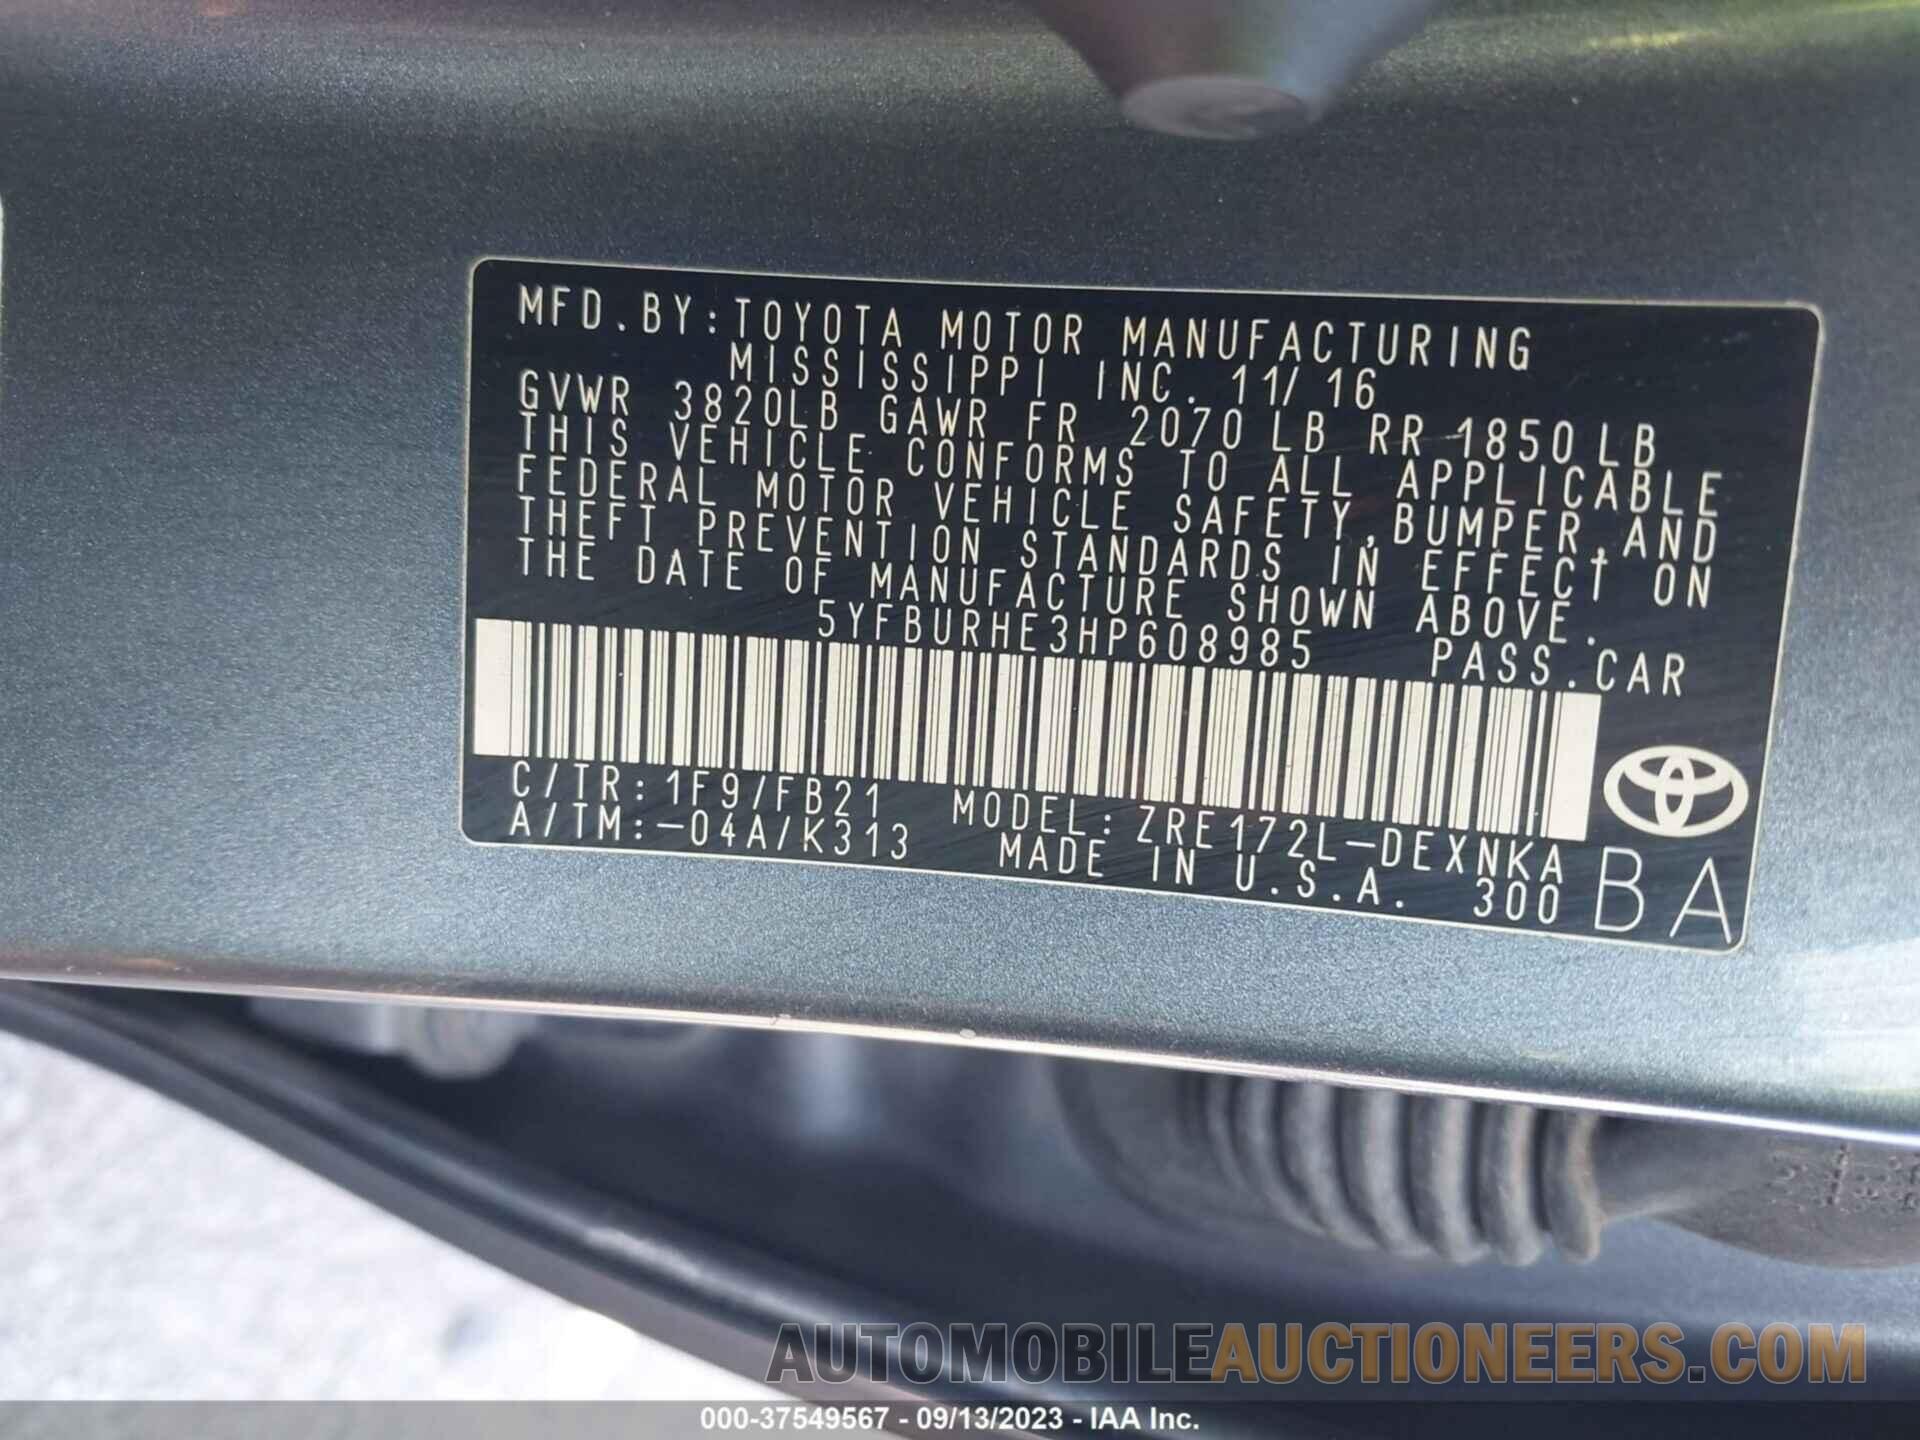 MFD.BY:TOYOTA MOTOR MANUFACTURING
MISSISSIPPI INC. 11/16
GVWR 3820LB GAWR FR 2070LB RR 1850LB
THIS VEHICLE CONFORMS TO ALL APPLICABLE
FEDERAL MOTOR VEHICLE SAFETY,BUMPER,AND
THEFT PREVENTION STANDARDS IN EFFECT ON
THE DATE OF MANUFACTURE SHOWN ABOVE.
5YFBURHE3HP608985 PASS.CAR
C/TR:1F9/FB21 MODEL:ZRE172L-DEXNKA
A/TM:-04A/K313 MADE IN U.S.A. 300
BA
AUTOMOBILEAUCTIONEERS.COM
000-37549567 - 09/13/2023 - IAA Inc.